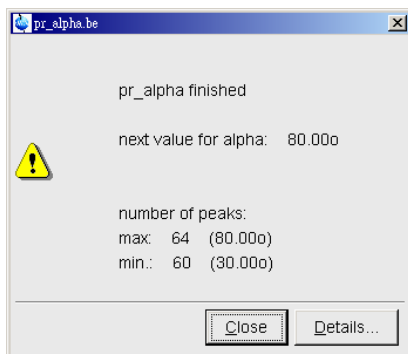 pr_alpha.be
pr_alpha finished
next value for alpha: 80.00o
number of peaks:
max: 64 (80.00o)
min.: 60 (30.00o)
Close Details...